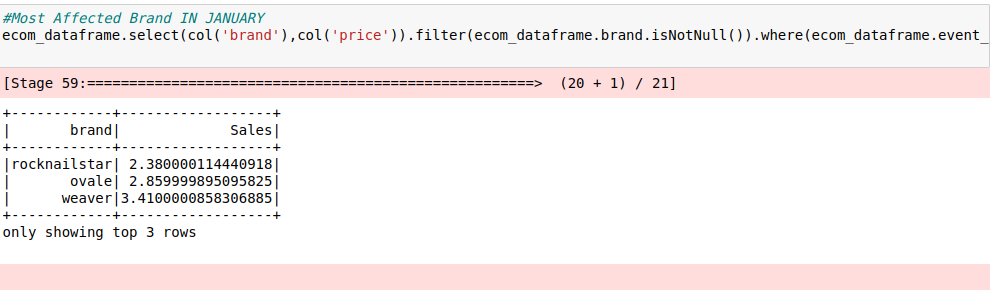 #Most Affected Brand IN JANUARY
ecom_dataframe.select(col('brand'),col('price')).filter(ecom_dataframe.brand.isNotNull()).where(ecom_dataframe.event_
[Stage 59:=====================================================> (20 + 1) / 21]
+------------+------------------+
|       brand|             Sales|
+------------+------------------+
|rocknailstar| 2.380000114440918|
|       ovale| 2.859999895095825|
|      weaver|3.4100000858306885|
+------------+------------------+
only showing top 3 rows